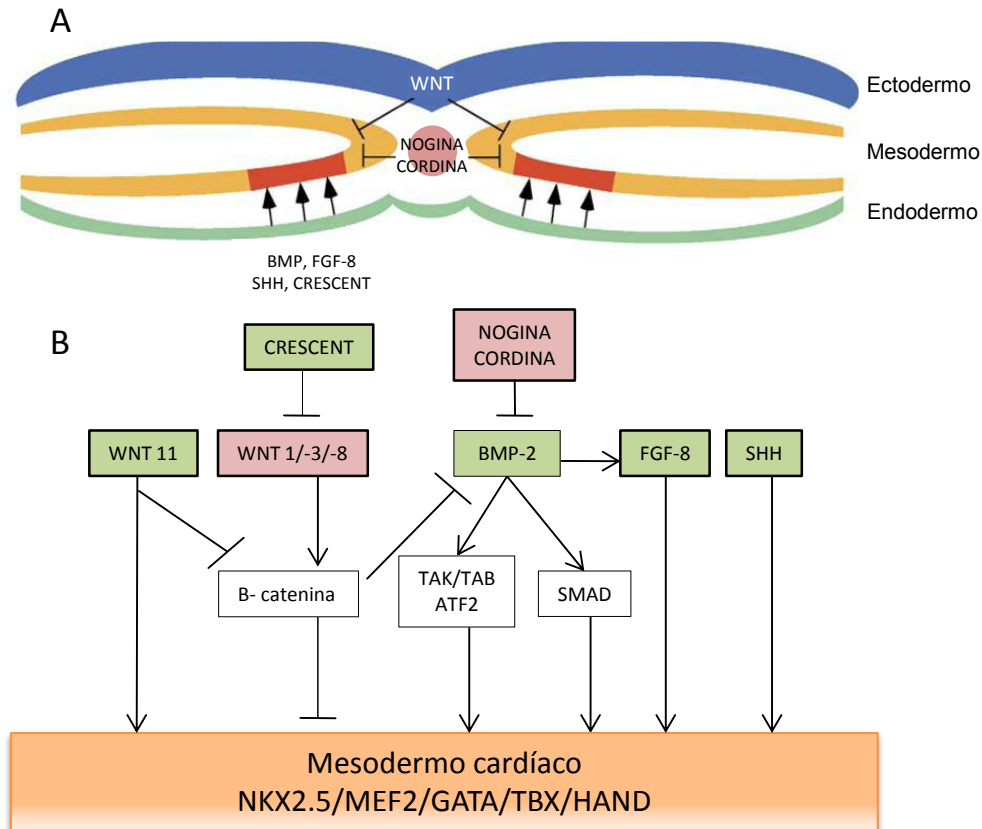 A
WNT
Ectodermo
NOGINA
CORDINA
Mesodermo
Endodermo
BMP, FGF-8
SHH, CRESCENT
B
CRESCENT
NOGINA
CORDINA
WNT 11
WNT 1/-3/-8
BMP-2
FGF-8
SHH
B- catenina
TAK/TAB
ATF2
SMAD
Mesodermo cardíaco
NKX2.5/MEF2/GATA/TBX/HAND